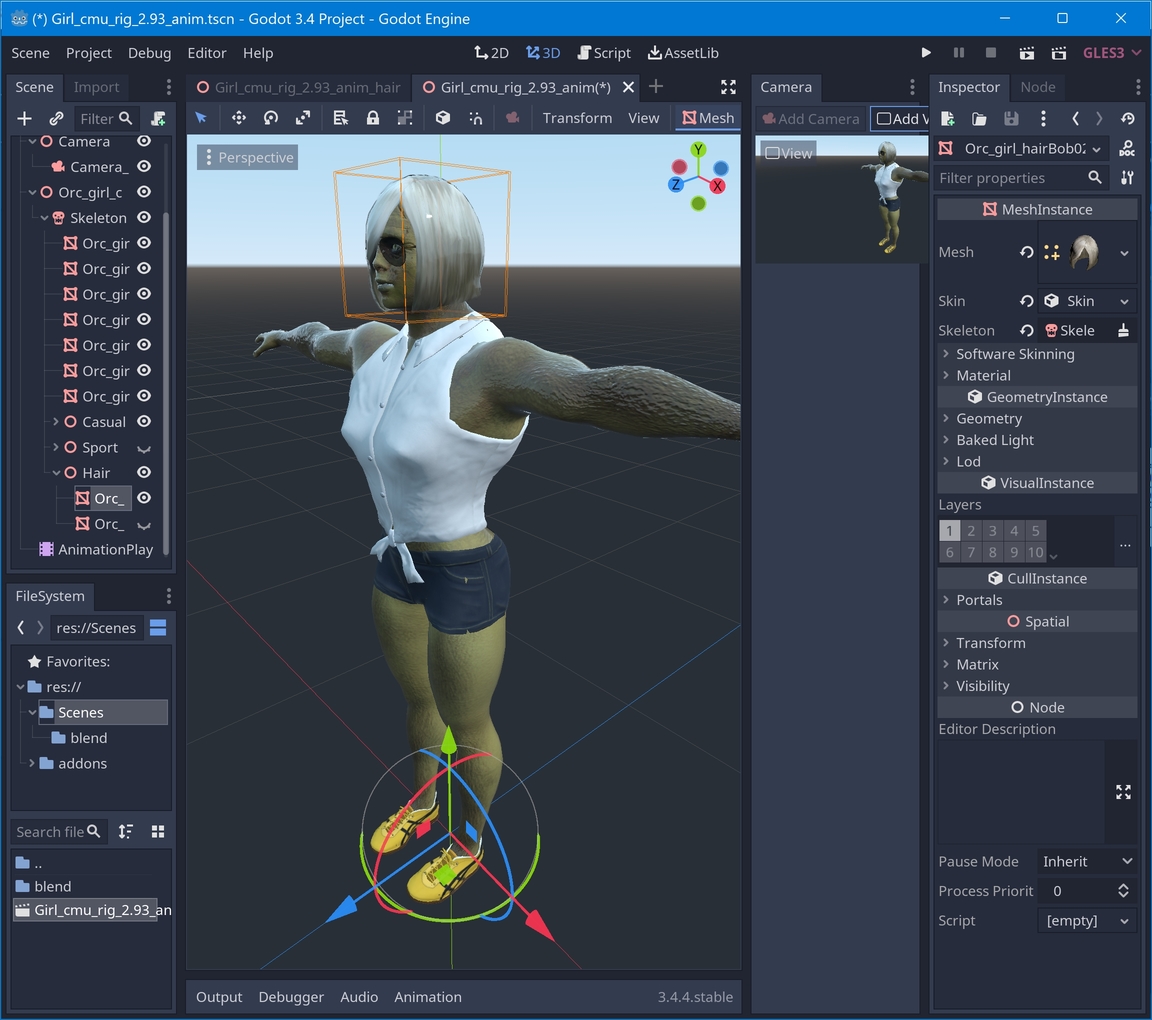 (*) Girl_cmu_rig_2.93_anim.tscn - Godot 3.4 Project - Godot Engine
Scene Project Debug Editor Help 2D 3D Script AssetLib GLES3
Scene Import
Filter
Camera
Camera_
Orc_girl_c
Skeleton
Orc_gir
Orc_gir
Orc_gir
Orc_gir
Orc_gir
Orc_gir
Orc_gir
Casual
Sport
Hair
Orc_
Orc_
AnimationPlay
FileSystem
res://Scenes
Favorites:
res://
Scenes
blend
addons
Search file
..
blend
Girl_cmu_rig_2.93_an
Girl_cmu_rig_2.93_anim_hair Girl_cmu_rig_2.93_anim(*)
Transform View Mesh
Perspective
Y
Z X
Output Debugger Audio Animation 3.4.4.stable
Camera
Add Camera Add V
View
Inspector Node
Orc_girl_hairBob02
Filter properties
MeshInstance
Mesh
Skin Skin
Skeleton Skele
Software Skinning
Material
GeometryInstance
Geometry
Baked Light
Lod
VisualInstance
Layers
1 2 3 4 5
6 7 8 9 10
...
CullInstance
Portals
Spatial
Transform
Matrix
Visibility
Node
Editor Description
Pause Mode Inherit
Process Priorit 0
Script [empty]